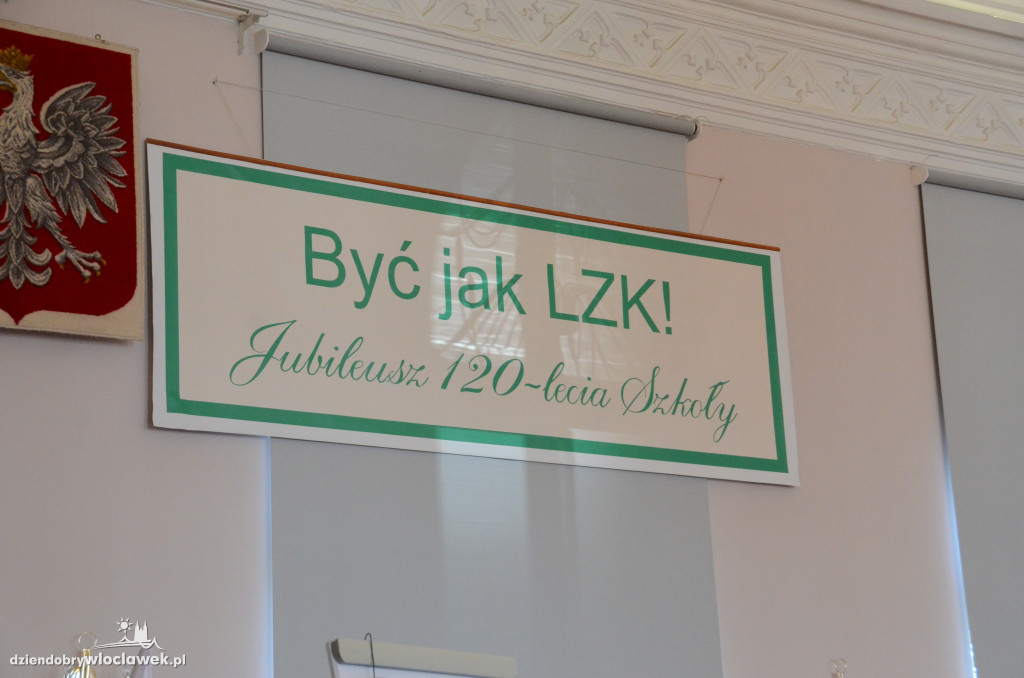 Być jak LZK!
Jubileusz 120-lecia Szkoły
dziendobrywloclawek.pl